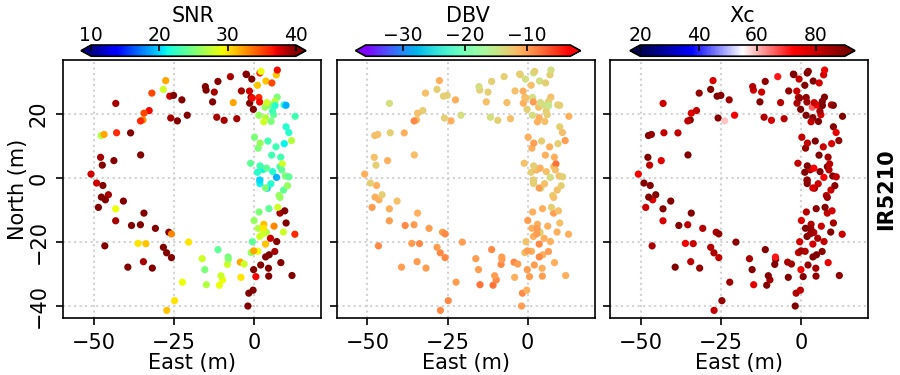 SNR DBV Xc
10 20 30 40 −30 −20 −10 20 40 60 80
20
0
−20
−40
North (m)
IR5210
−50 −25 0 −50 −25 0 −50 −25 0
East (m) East (m) East (m)